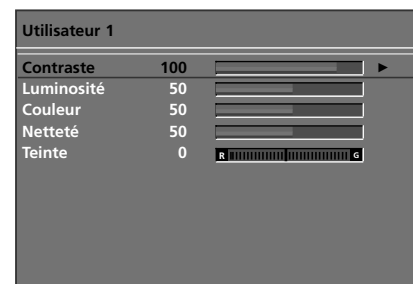 Utilisateur 1
Contraste 100
Luminosité 50
Couleur 50
Netteté 50
Teinte 0 R G